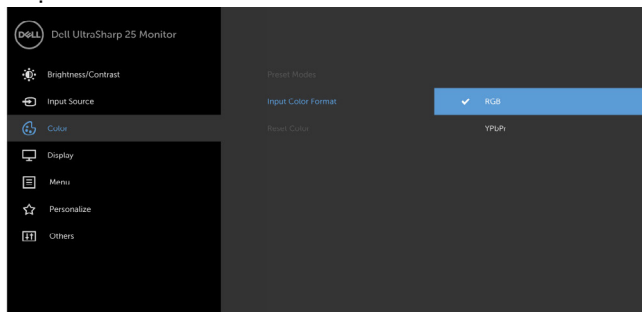 DELL Dell UltraSharp 25 Monitor
Brightness/Contrast
Preset Modes
Input Source
Input Color Format
RGB
Color
Reset Color
YPbPr
Display
Menu
Personalize
Others